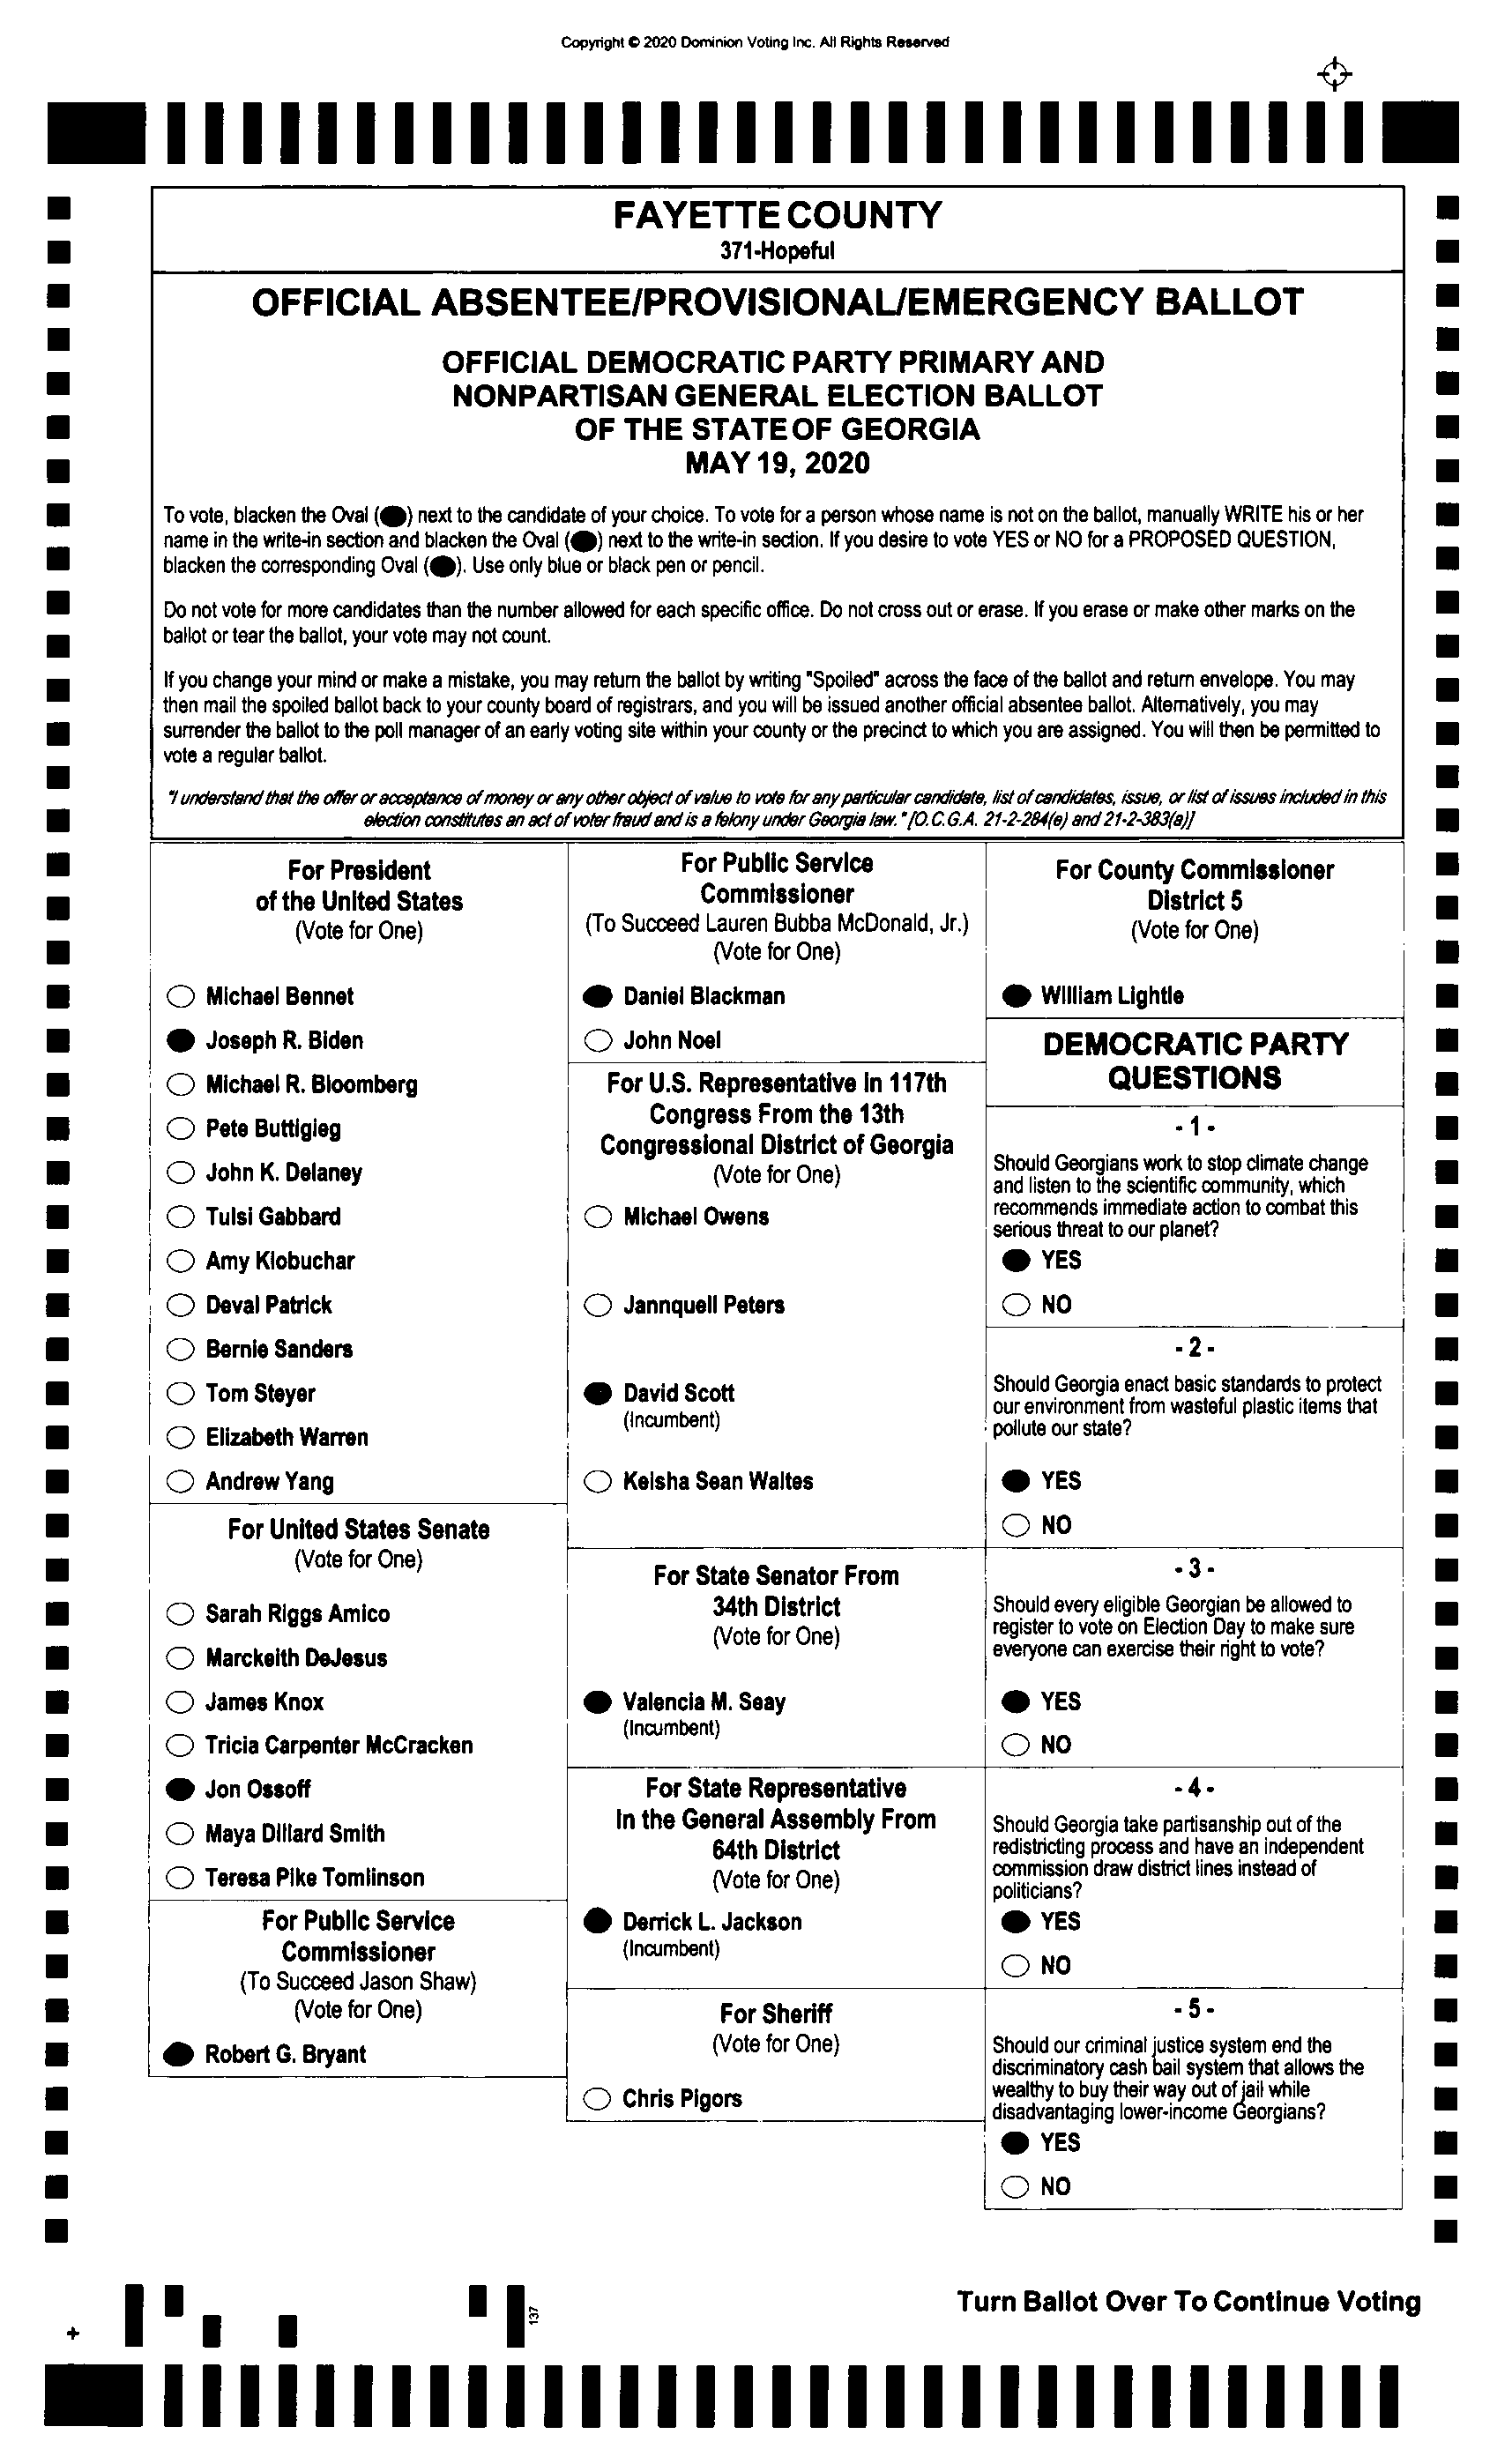 Copyright © 2020 Dominion Voting Inc. All Rights Reserved
FAYETTE COUNTY
371-Hopeful
OFFICIAL ABSENTEE/PROVISIONAL/EMERGENCY BALLOT
OFFICIAL DEMOCRATIC PARTY PRIMARY AND
NONPARTISAN GENERAL ELECTION BALLOT
OF THE STATE OF GEORGIA
MAY 19, 2020
To vote, blacken the Oval () next to the candidate of your choice. To vote for a person whose name is not on the ballot, manually WRITE his or her
name in the write-in section and blacken the Oval () next to the write-in section. If you desire to vote YES or NO for a PROPOSED QUESTION,
blacken the corresponding Oval (). Use only blue or black pen or pencil.
Do not vote for more candidates than the number allowed for each specific office. Do not cross out or erase. If you erase or make other marks on the
ballot or tear the ballot, your vote may not count.
If you change your mind or make a mistake, you may return the ballot by writing "Spoiled" across the face of the ballot and return envelope. You may
then mail the spoiled ballot back to your county board of registrars, and you will be issued another official absentee ballot. Alternatively, you may
surrender the ballot to the poll manager of an early voting site within your county or the precinct to which you are assigned. You will then be permitted to
vote a regular ballot.
"I understand that the offer or acceptance of money or any other object of value to vote for any particular candidate, list of candidates, issue, or list of issues included in this
election constitutes an act of voter fraud and is a felony under Georgia law." [O.C.G.A. 21-2-284(e) and 21-2-383(a)]
For President
of the United States
(Vote for One)
Michael Bennet
Joseph R. Biden
Michael R. Bloomberg
Pete Buttigieg
John K. Delaney
Tulsi Gabbard
Amy Klobuchar
Deval Patrick
Bernie Sanders
Tom Steyer
Elizabeth Warren
Andrew Yang
For United States Senate
(Vote for One)
Sarah Riggs Amico
Marckeith DeJesus
James Knox
Tricia Carpenter McCracken
Jon Ossoff
Maya Dillard Smith
Teresa Pike Tomlinson
For Public Service
Commissioner
(To Succeed Jason Shaw)
(Vote for One)
Robert G. Bryant
For Public Service
Commissioner
(To Succeed Lauren Bubba McDonald, Jr.)
(Vote for One)
Daniel Blackman
John Noel
For U.S. Representative in 117th
Congress From the 13th
Congressional District of Georgia
(Vote for One)
Michael Owens
Jannquell Peters
David Scott
(Incumbent)
Keisha Sean Waites
For State Senator From
34th District
(Vote for One)
Valencia M. Seay
(Incumbent)
For State Representative
In the General Assembly From
64th District
(Vote for One)
Derrick L. Jackson
(Incumbent)
For Sheriff
(Vote for One)
Chris Pigors
For County Commissioner
District 5
(Vote for One)
William Lightle
DEMOCRATIC PARTY
QUESTIONS
- 1 -
Should Georgians work to stop climate change
and listen to the scientific community, which
recommends immediate action to combat this
serious threat to our planet?
YES
NO
- 2 -
Should Georgia enact basic standards to protect
our environment from wasteful plastic items that
pollute our state?
YES
NO
- 3 -
Should every eligible Georgian be allowed to
register to vote on Election Day to make sure
everyone can exercise their right to vote?
YES
NO
- 4 -
Should Georgia take partisanship out of the
redistricting process and have an independent
commission draw district lines instead of
politicians?
YES
NO
- 5 -
Should our criminal justice system end the
discriminatory cash bail system that allows the
wealthy to buy their way out of jail while
disadvantaging lower-income Georgians?
YES
NO
Turn Ballot Over To Continue Voting
137